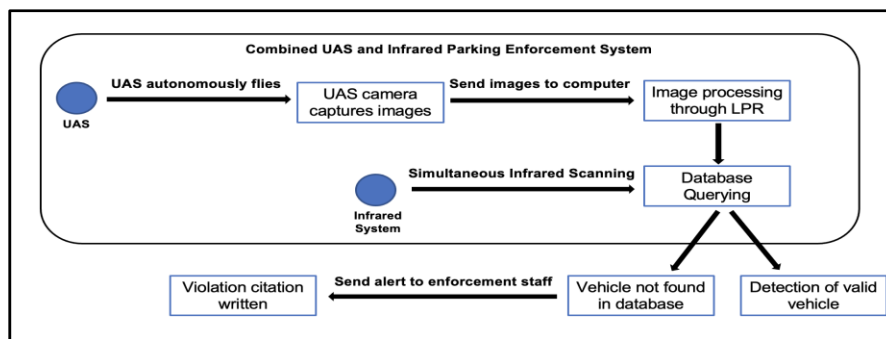 Combined UAS and Infrared Parking Enforcement System
UAS autonomously flies
Send images to computer
UAS camera
captures images
Image processing
through LPR
UAS
Simultaneous Infrared Scanning
Database
Querying
Infrared
System
Send alert to enforcement staff
Violation citation
written
Vehicle not found
in database
Detection of valid
vehicle